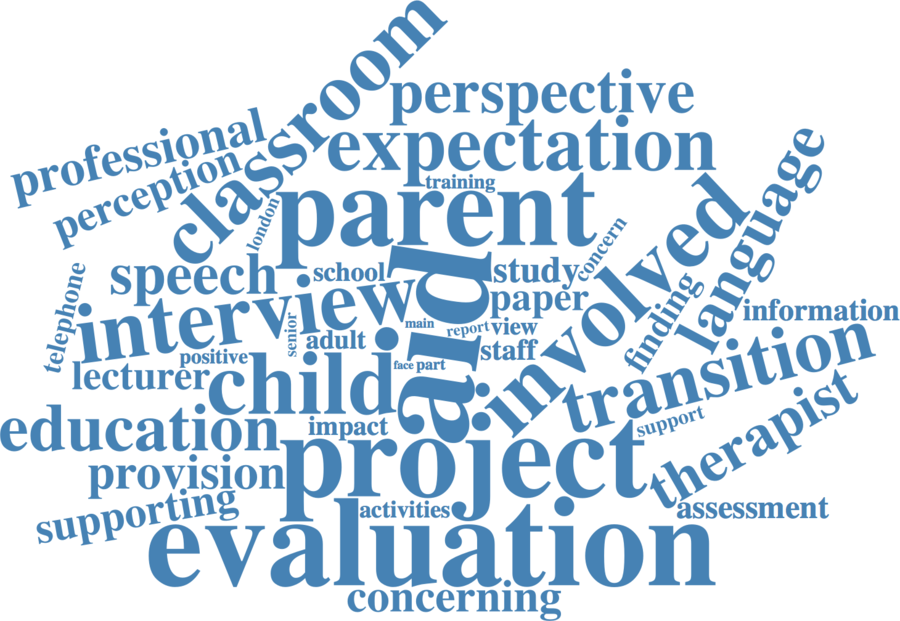 classroom
perspective
professional
expectation
perception
language
training
parent
london
involved
concern
speech
school
study
telephone
interview
aid
paper
finding
information
senior
main
report
view
adult
positive
staff
transition
face
part
lecturer
child
therapist
support
education
impact
project
provision
supporting
activities
assessment
evaluation
concerning